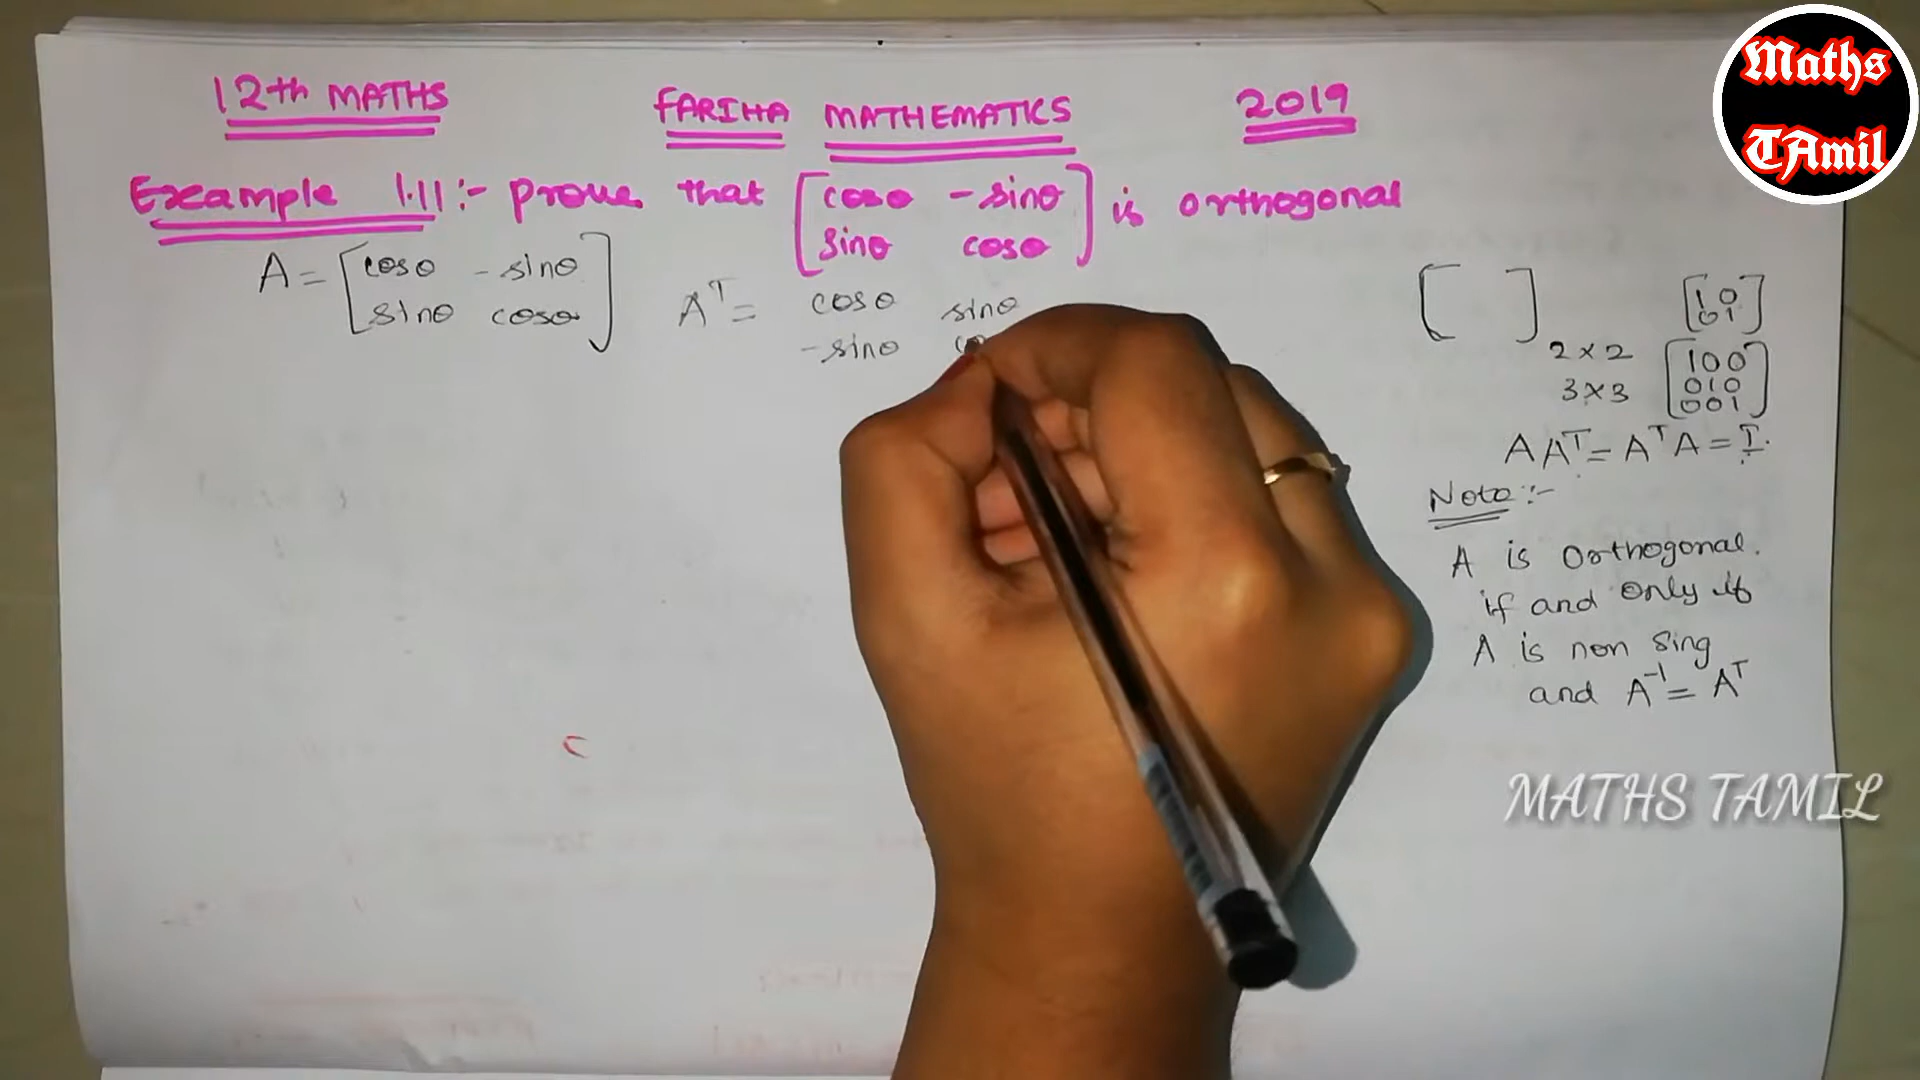 12th MATHS FARIHA MATHEMATICS 2019
Maths
TAmil
Example 1.11:- prove that [cosθ -sinθ] is orthogonal
[sinθ cosθ]
A = [cosθ -sinθ]
[sinθ cosθ]
A^T = cosθ sinθ
-sinθ
[ ] 2×2 [1 0]
[0 1]
3×3 [1 0 0]
[0 1 0]
[0 0 1]
A A^T = A^T A = I.
Note:-
A is Orthogonal.
if and only if
A is non sing
and A^-1 = A^T
MATHS TAMIL